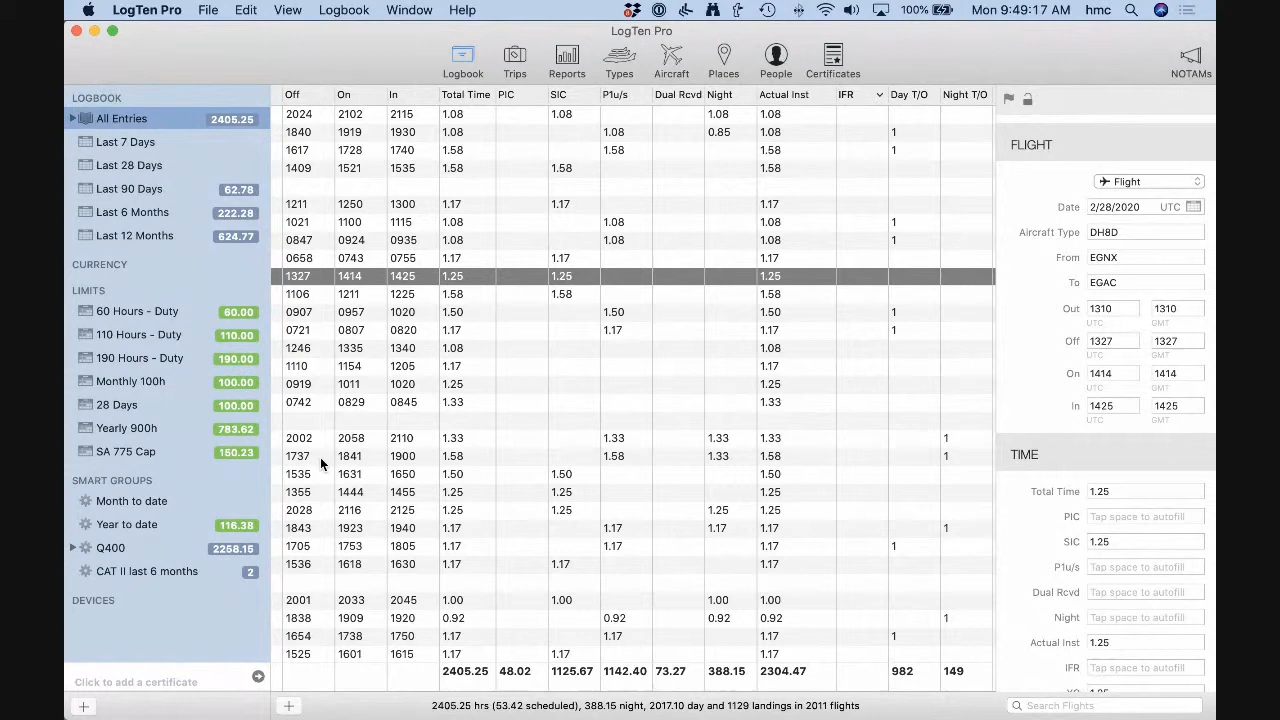 LogTen Pro File Edit View Logbook Window Help 100% Mon 9:49:17 AM hmc
LogTen Pro
Logbook Trips Reports Types Aircraft Places People Certificates NOTAMs
LOGBOOK
All Entries 2405.25
Last 7 Days
Last 28 Days
Last 90 Days 62.78
Last 6 Months 222.28
Last 12 Months 624.77
CURRENCY
LIMITS
60 Hours - Duty 60.00
110 Hours - Duty 110.00
190 Hours - Duty 190.00
Monthly 100h 100.00
28 Days 100.00
Yearly 900h 783.62
SA 775 Cap 150.23
SMART GROUPS
Month to date
Year to date 116.38
Q400 2258.15
CAT II last 6 months 2
DEVICES
Click to add a certificate
Off On In Total Time PIC SIC P1u/s Dual Rcvd Night Actual Inst IFR Day T/O Night T/O
2024 2102 2115 1.08 1.08 1.08 1.08
1840 1919 1930 1.08 1.08 0.85 1.08 1
1617 1728 1740 1.58 1.58 1.58 1
1409 1521 1535 1.58 1.58 1.58
1211 1250 1300 1.17 1.17 1.17
1021 1100 1115 1.08 1.08 1.08 1
0847 0924 0935 1.08 1.08 1.08 1
0658 0743 0755 1.17 1.17 1.17
1327 1414 1425 1.25 1.25 1.25
1106 1211 1225 1.58 1.58 1.58
0907 0957 1020 1.50 1.50 1.50 1
0721 0807 0820 1.17 1.17 1.17 1
1246 1335 1340 1.08 1.08
1110 1154 1205 1.17 1.17
0919 1011 1020 1.25 1.25
0742 0829 0845 1.33 1.33
2002 2058 2110 1.33 1.33 1.33 1.33 1
1737 1841 1900 1.58 1.58 1.33 1.58 1
1535 1631 1650 1.50 1.50 1.50
1355 1444 1455 1.25 1.25 1.25
2028 2116 2125 1.25 1.25 1.25 1.25
1843 1923 1940 1.17 1.17 1.17 1.17 1
1705 1753 1805 1.17 1.17 1.17 1
1536 1618 1630 1.17 1.17 1.17
2001 2033 2045 1.00 1.00 1.00 1.00
1838 1909 1920 0.92 0.92 0.92 0.92 1
1654 1738 1750 1.17 1.17 1.17 1
1525 1601 1615 1.17 1.17 1.17
2405.25 48.02 1125.67 1142.40 73.27 388.15 2304.47 982 149
2405.25 hrs (53.42 scheduled), 388.15 night, 2017.10 day and 1129 landings in 2011 flights
FLIGHT
Flight
Date 2/28/2020 UTC
Aircraft Type DH8D
From EGNX
To EGAC
Out 1310 1310
UTC GMT
Off 1327 1327
UTC GMT
On 1414 1414
UTC GMT
In 1425 1425
UTC GMT
TIME
Total Time 1.25
PIC Tap space to autofill
SIC 1.25
P1u/s Tap space to autofill
Dual Rcvd Tap space to autofill
Night Tap space to autofill
Actual Inst 1.25
IFR Tap space to autofill
Search Flights